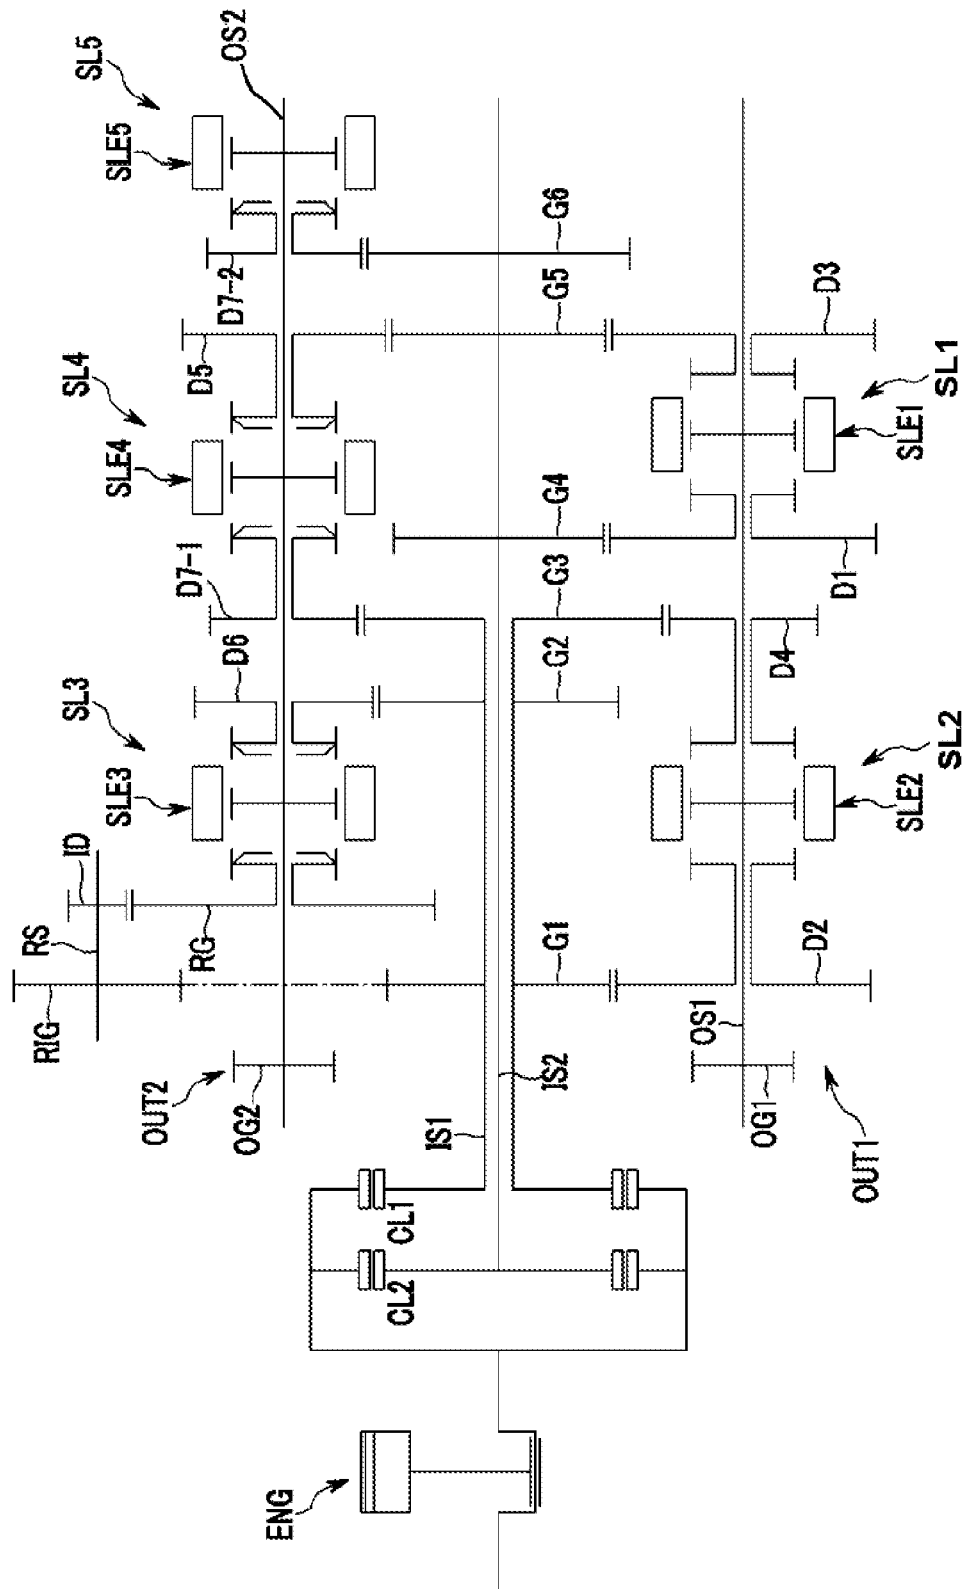 SL5
SLE5
OS2
D7-2
D5
SL4
SLE4
D7-1
D6
SL3
SLE3
ID
RS
RIG
RG
OUT2
OG2
G6
G5
G4
G3
G2
G1
IS2
IS1
CL1
CL2
ENG
D3
SL1
SLE1
D1
D4
SL2
SLE2
D2
OS1
OG1
OUT1